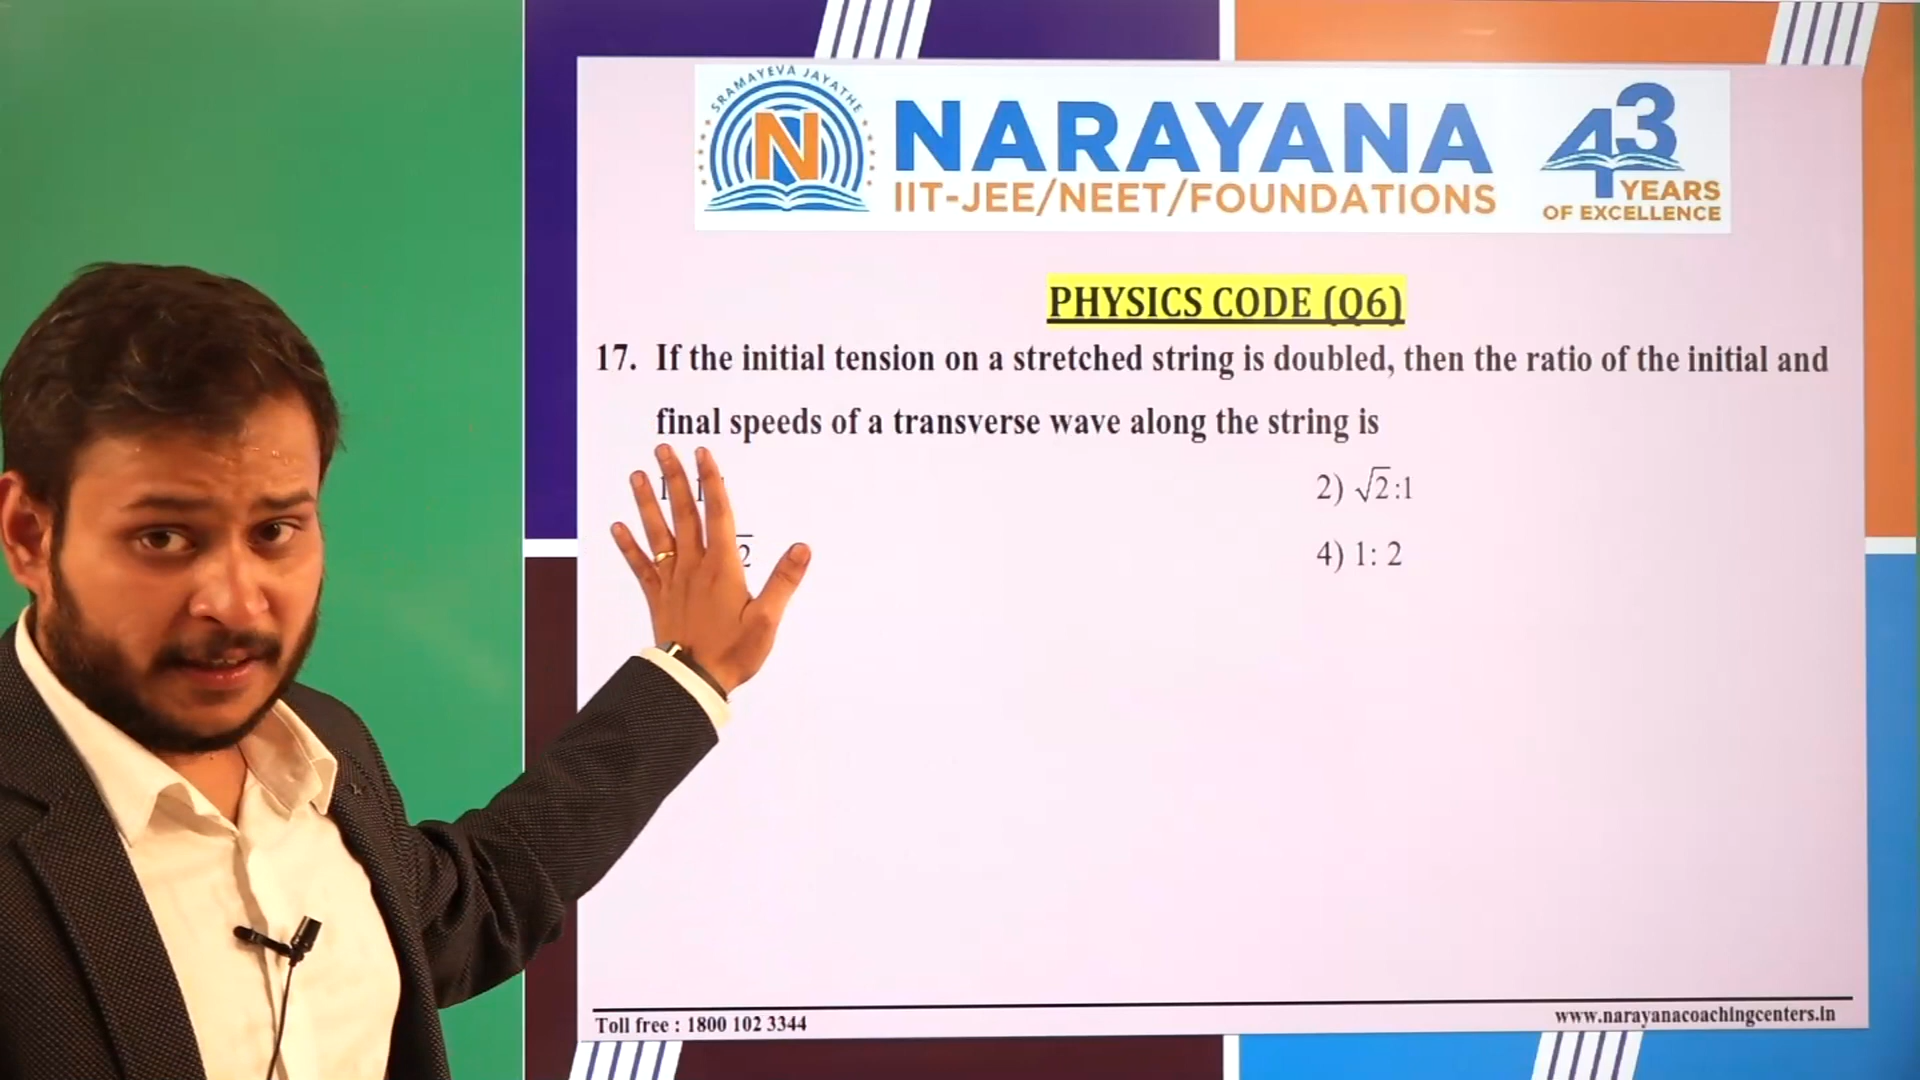 SRAMAYEVA JAYATHE
N
NARAYANA
IIT-JEE/NEET/FOUNDATIONS
43
YEARS
OF EXCELLENCE
PHYSICS CODE (Q6)
17. If the initial tension on a stretched string is doubled, then the ratio of the initial and
final speeds of a transverse wave along the string is
2) √2:1
4) 1: 2
Toll free : 1800 102 3344
www.narayanacoachingcenters.in